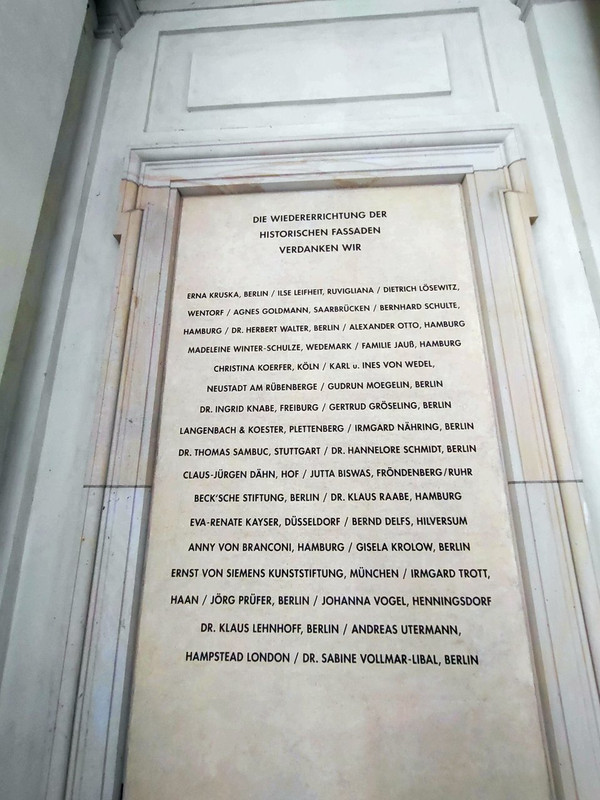 DIE WIEDERERRICHTUNG DER
HISTORISCHEN FASSADEN
VERDANKEN WIR
ERNA KRUSKA, BERLIN / ILSE LEIFHEIT, RUVIGLIANA / DIETRICH LÖSEWITZ,
WENTORF / AGNES GOLDMANN, SAARBRÜCKEN / BERNHARD SCHULTE,
HAMBURG / DR. HERBERT WALTER, BERLIN / ALEXANDER OTTO, HAMBURG
MADELEINE WINTER-SCHULZE, WEDEMARK / FAMILIE JAUß, HAMBURG
CHRISTINA KOERFER, KÖLN / KARL u. INES VON WEDEL,
NEUSTADT AM RÜBENBERGE / GUDRUN MOEGELIN, BERLIN
DR. INGRID KNABE, FREIBURG / GERTRUD GRÖSELING, BERLIN
LANGENBACH & KOESTER, PLETTENBERG / IRMGARD NÄHRING, BERLIN
DR. THOMAS SAMBUC, STUTTGART / DR. HANNELORE SCHMIDT, BERLIN
CLAUS-JÜRGEN DÄHN, HOF / JUTTA BISWAS, FRÖNDENBERG/RUHR
BECK'SCHE STIFTUNG, BERLIN / DR. KLAUS RAABE, HAMBURG
EVA-RENATE KAYSER, DÜSSELDORF / BERND DELFS, HILVERSUM
ANNY VON BRANCONI, HAMBURG / GISELA KROLOW, BERLIN
ERNST VON SIEMENS KUNSTSTIFTUNG, MÜNCHEN / IRMGARD TROTT,
HAAN / JÖRG PRÜFER, BERLIN / JOHANNA VOGEL, HENNINGSDORF
DR. KLAUS LEHNHOFF, BERLIN / ANDREAS UTERMANN,
HAMPSTEAD LONDON / DR. SABINE VOLLMAR-LIBAL, BERLIN